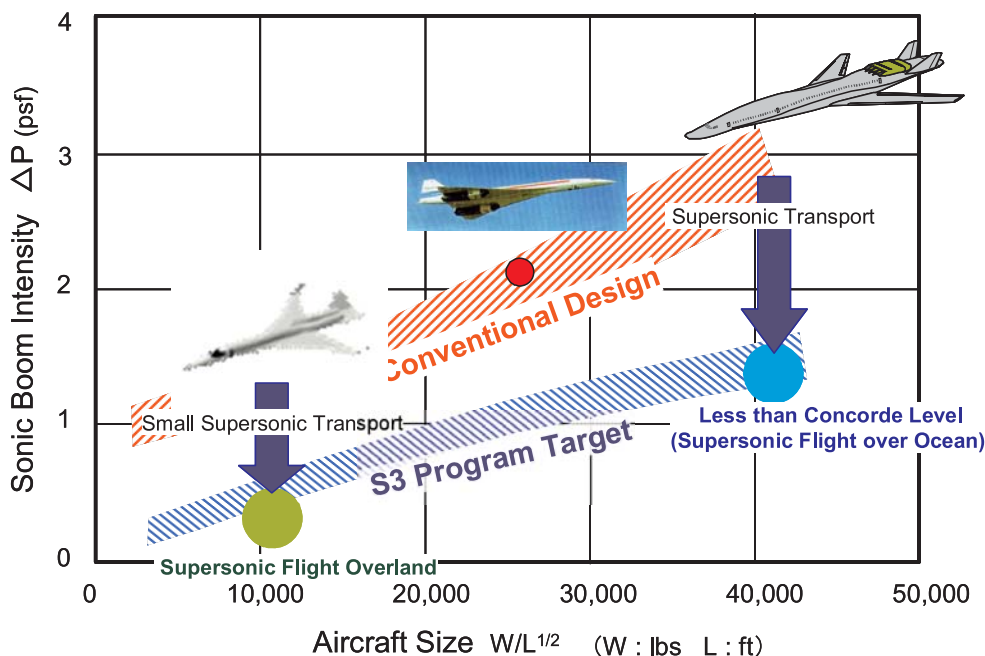 4
3
2
1
0
Sonic Boom Intensity △P (psf)
Supersonic Transport
Conventional Design
Small Supersonic Transport
Less than Concorde Level
(Supersonic Flight over Ocean)
S3 Program Target
Supersonic Flight Overland
0 10,000 20,000 30,000 40,000 50,000
Aircraft Size W/L1/2 (W : lbs L : ft)